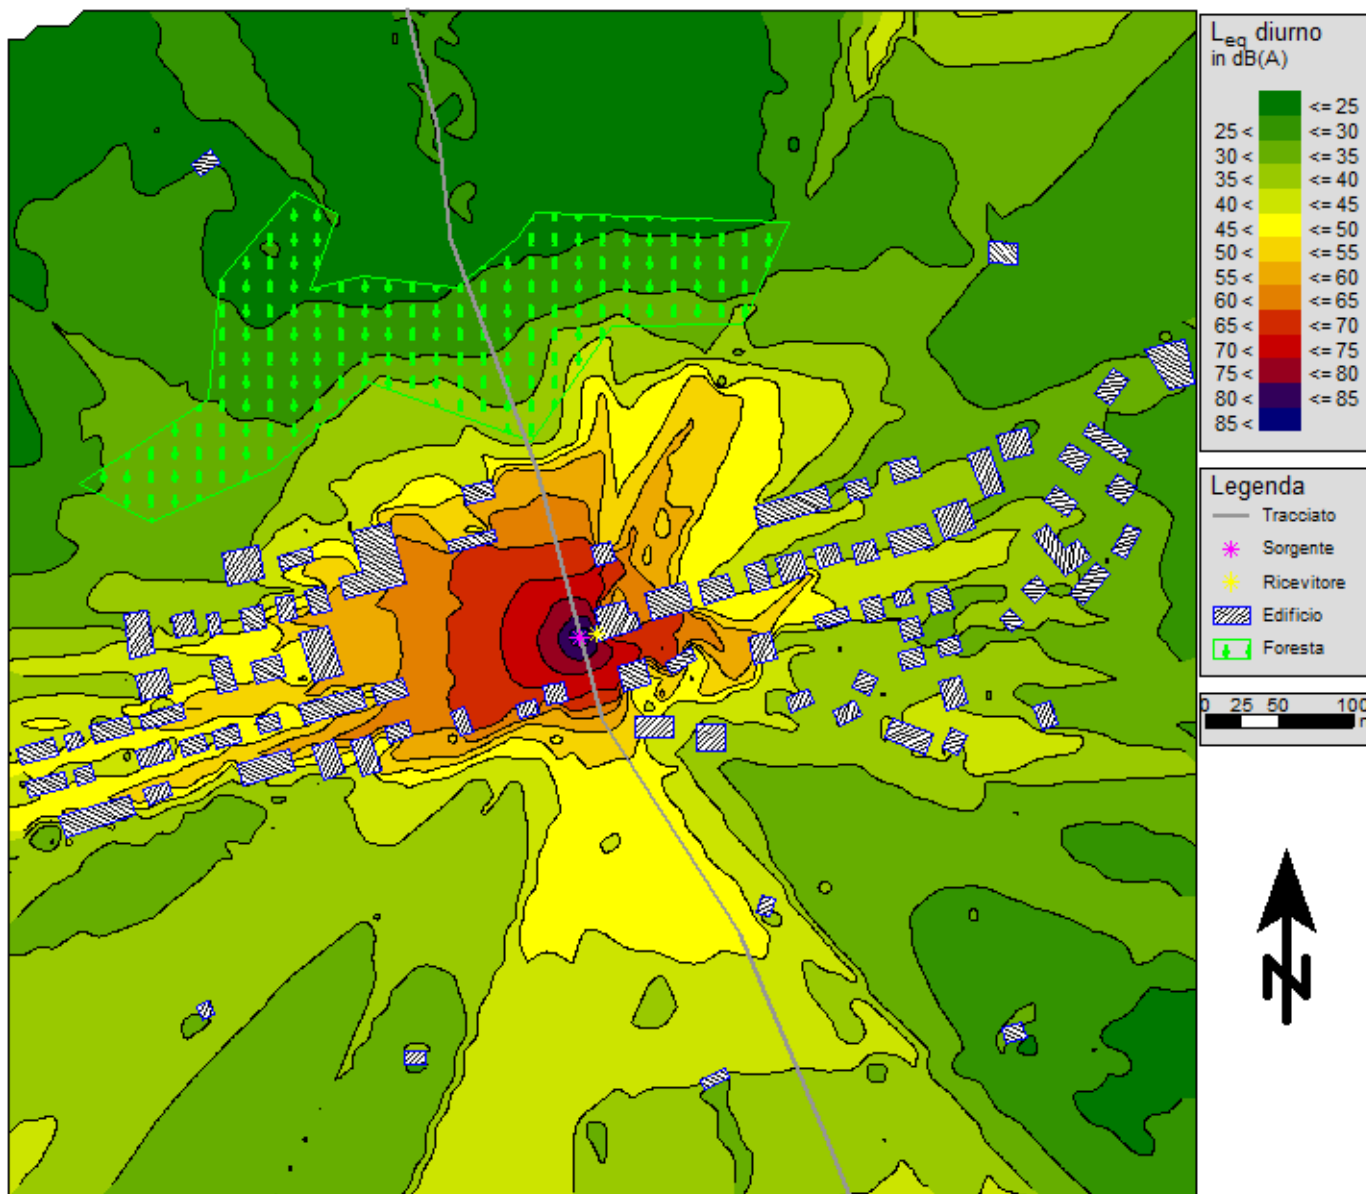 L_eq diurno
in dB(A)
<= 25
25 < <= 30
30 < <= 35
35 < <= 40
40 < <= 45
45 < <= 50
50 < <= 55
55 < <= 60
60 < <= 65
65 < <= 70
70 < <= 75
75 < <= 80
80 < <= 85
85 <
Legenda
Tracciato
Sorgente
Ricevitore
Edificio
Foresta
0 25 50 100
N